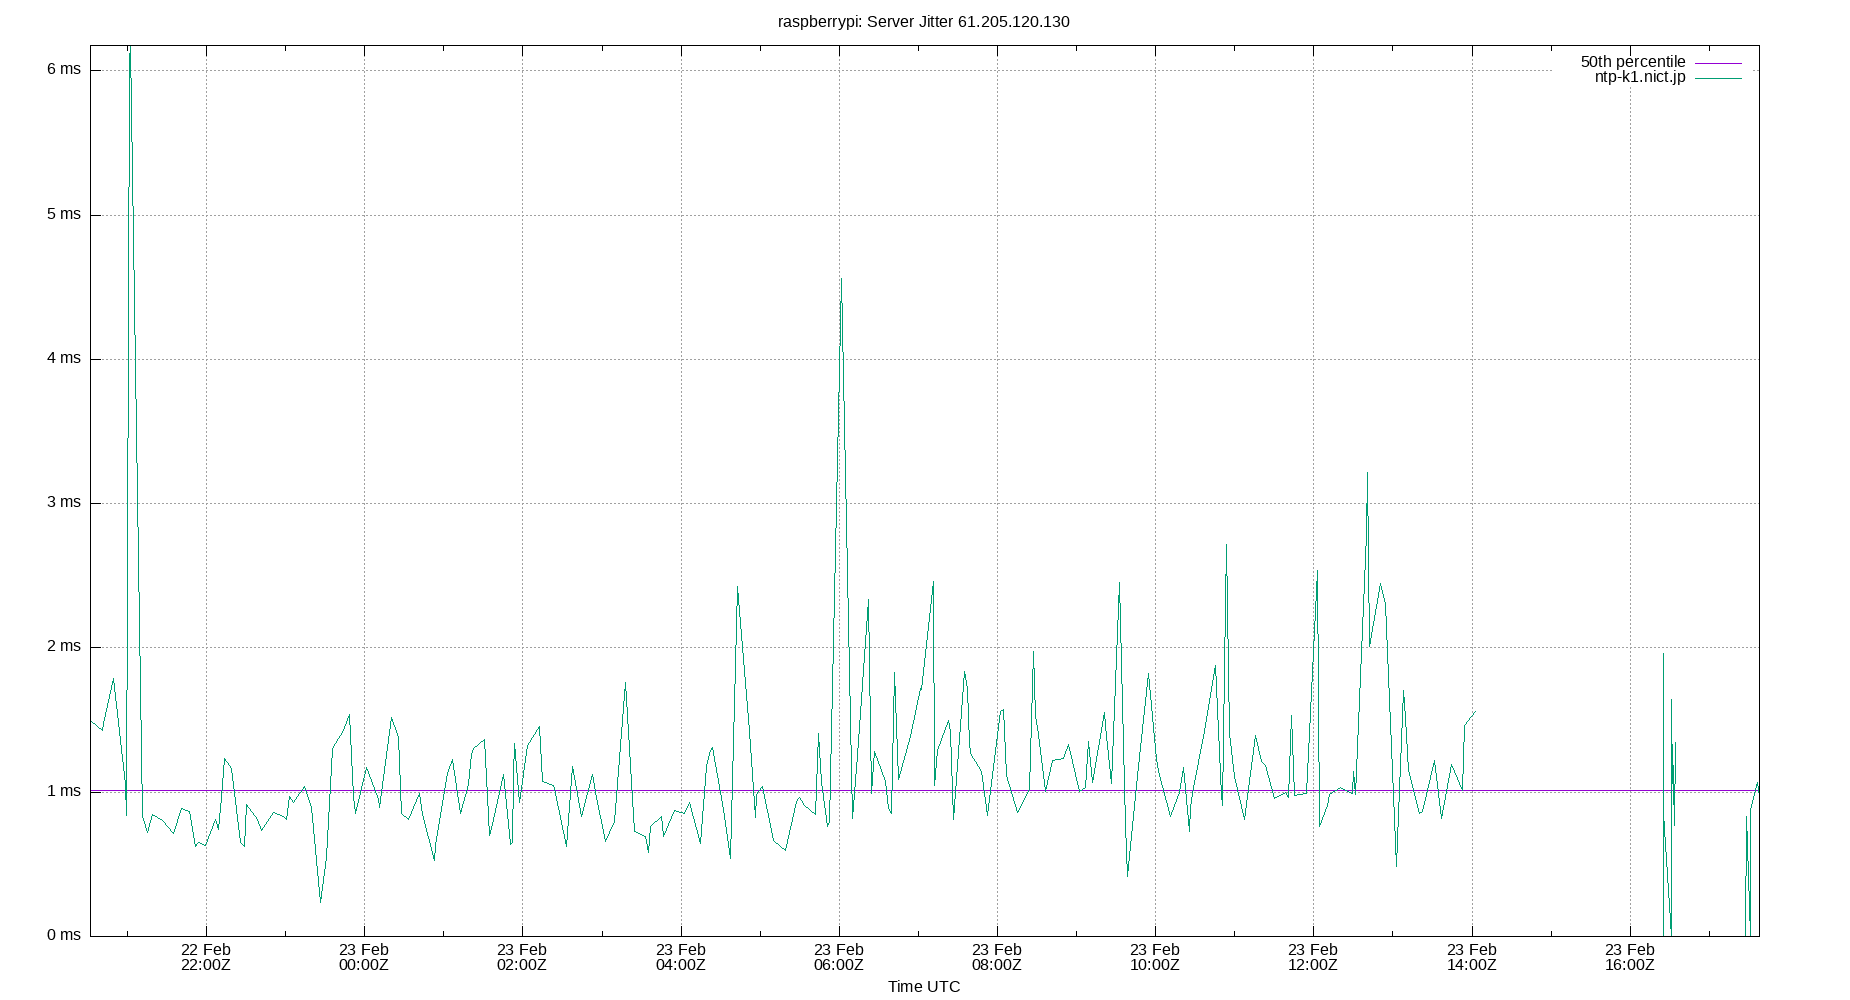 raspberrypi: Server Jitter 61.205.120.130
50th percentile
ntp-k1.nict.jp
6 ms
5 ms
4 ms
3 ms
2 ms
1 ms
0 ms
22 Feb 22:00Z
23 Feb 00:00Z
23 Feb 02:00Z
23 Feb 04:00Z
23 Feb 06:00Z
23 Feb 08:00Z
23 Feb 10:00Z
23 Feb 12:00Z
23 Feb 14:00Z
23 Feb 16:00Z
Time UTC